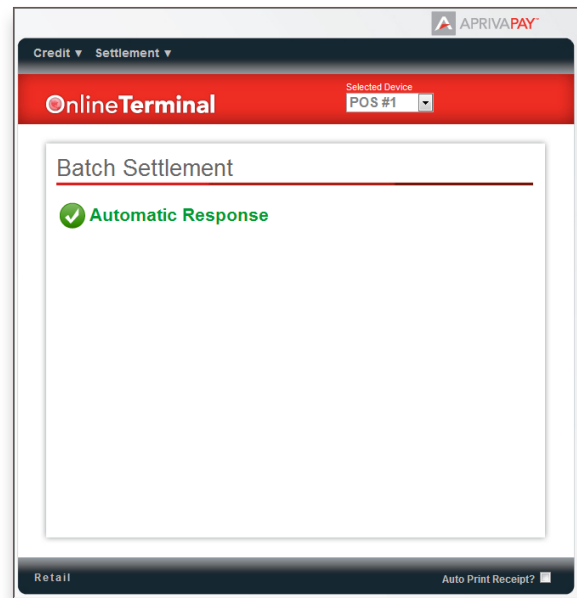 APRIVAPAY
Credit ▾ Settlement ▾
Selected Device
OnlineTerminal
POS #1
Batch Settlement
Automatic Response
Retail
Auto Print Receipt?